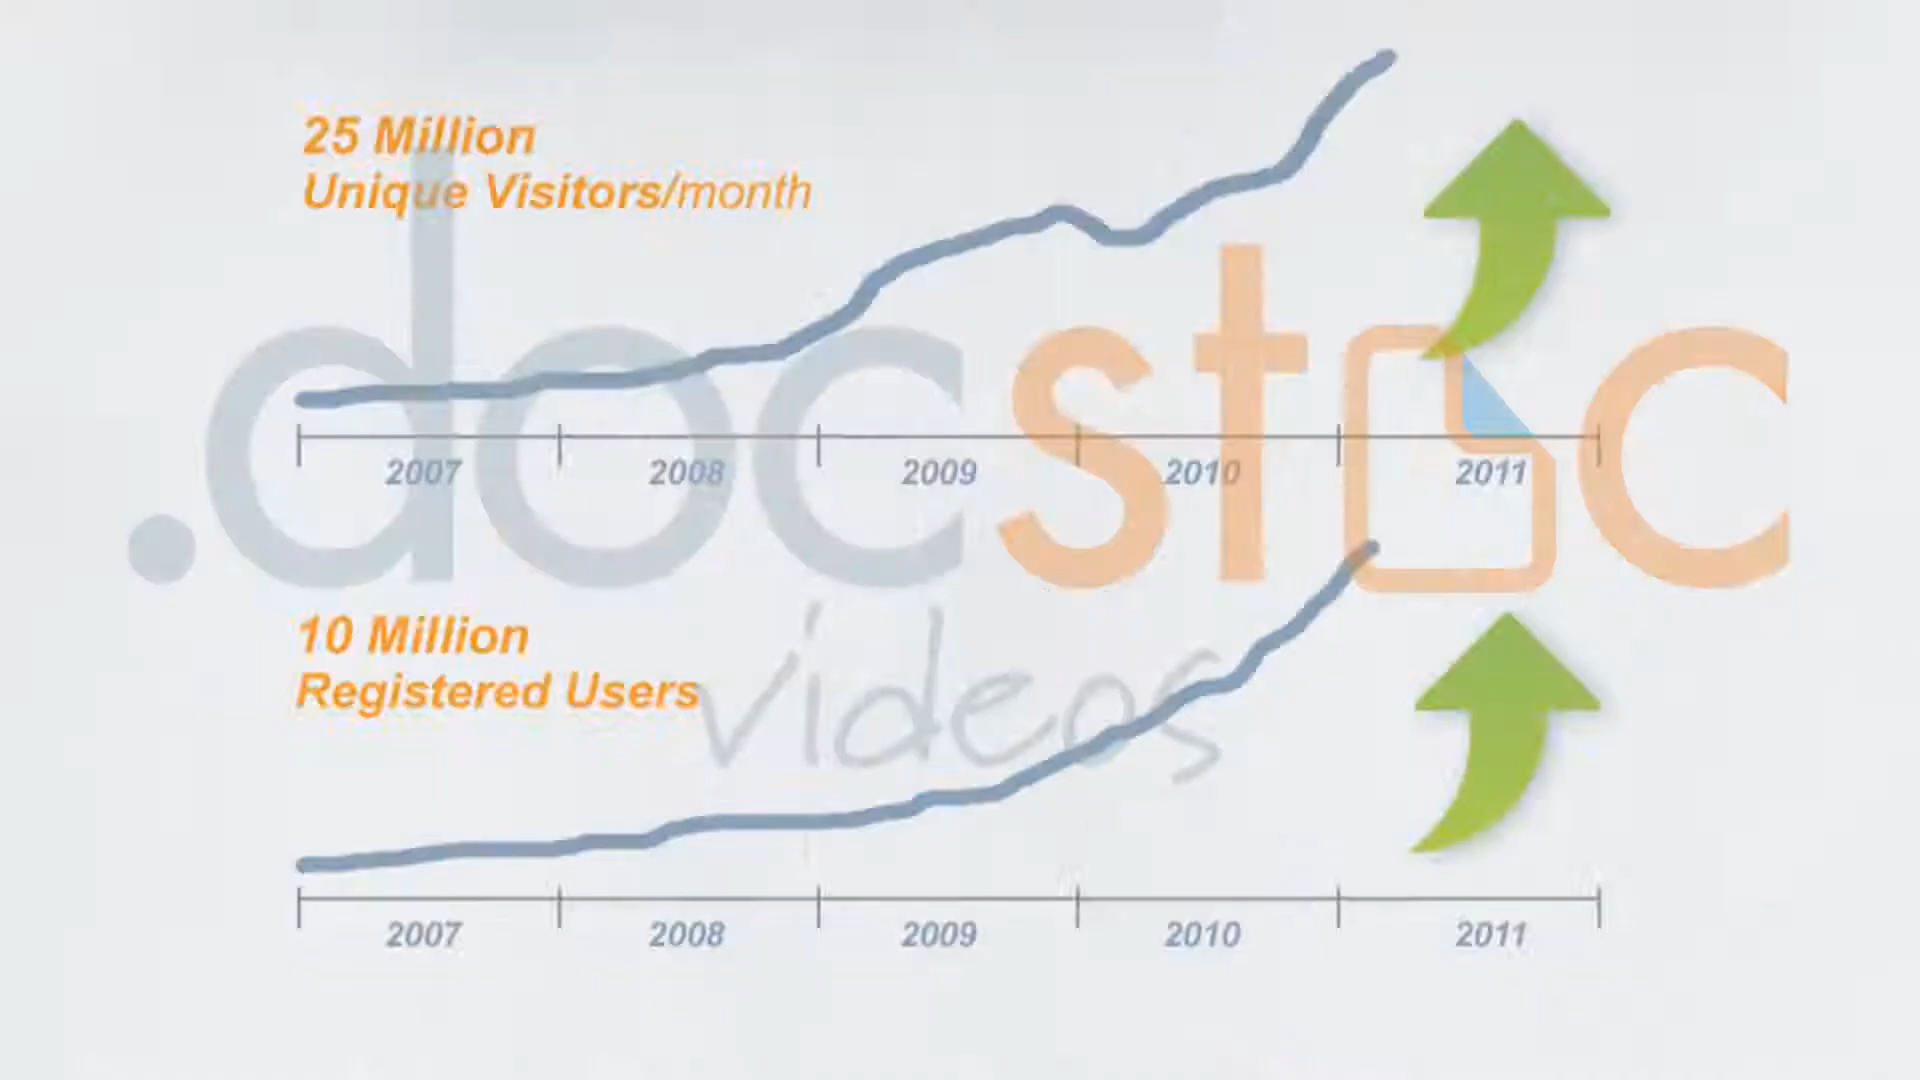 25 Million
Unique Visitors/month
2007 2008 2009 2010 2011
.docstoc
videos
10 Million
Registered Users
2007 2008 2009 2010 2011